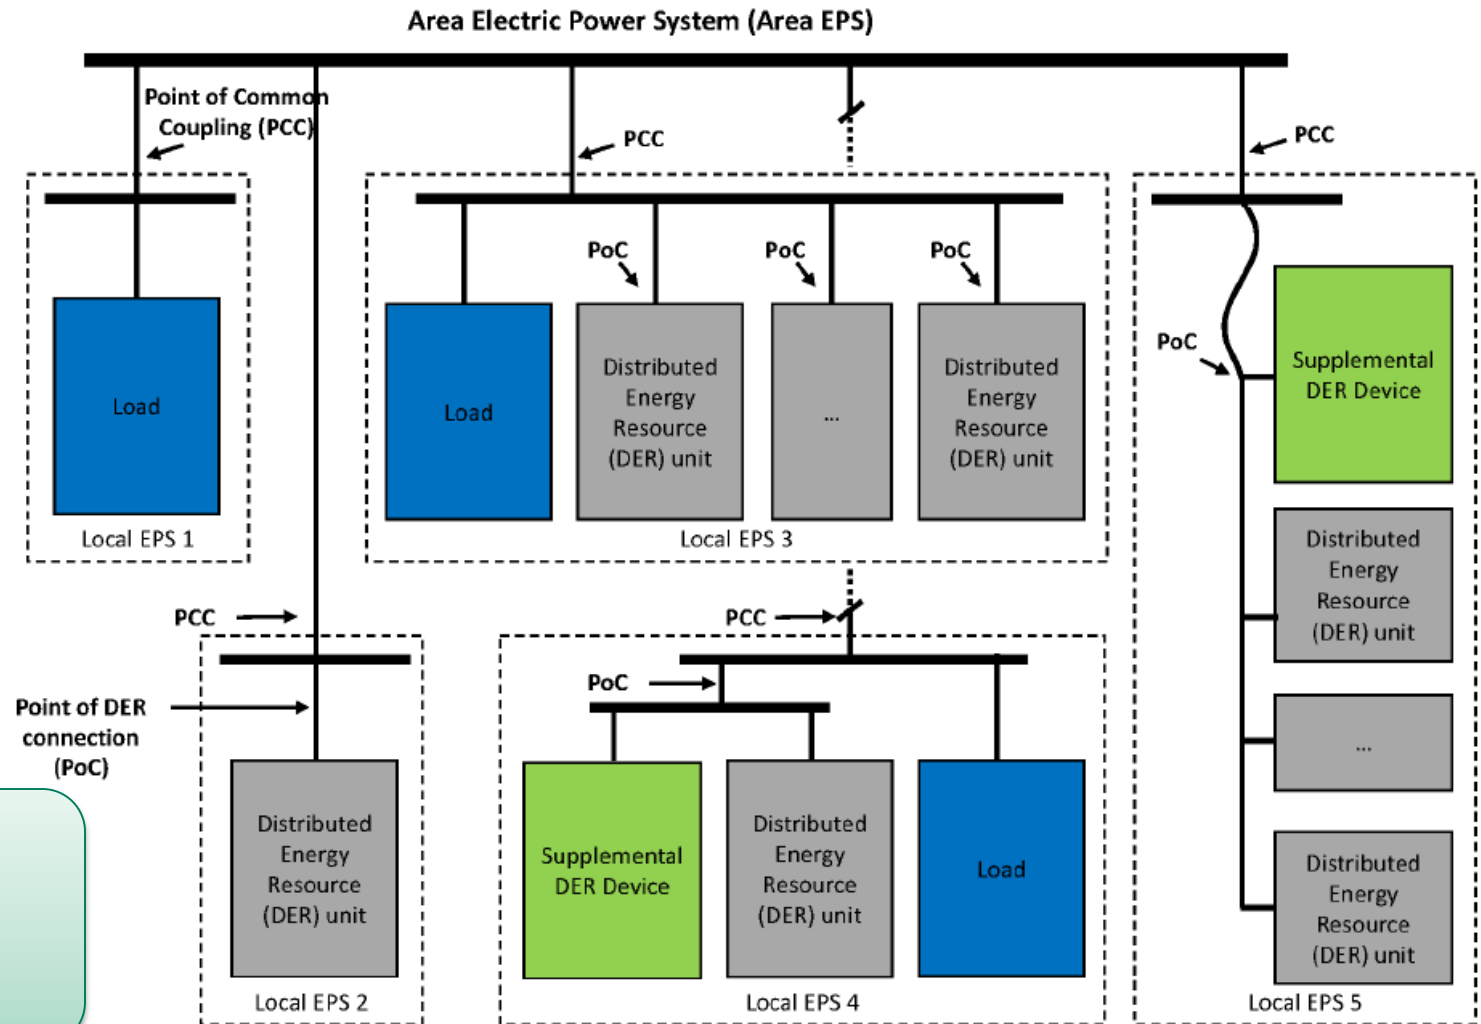 Area Electric Power System (Area EPS)
Point of Common
Coupling (PCC)
PCC
PCC
Load
Local EPS 1
PoC
PoC
PoC
Load
Distributed
Energy
Resource
(DER) unit
...
Distributed
Energy
Resource
(DER) unit
Local EPS 3
PoC
Supplemental
DER Device
Distributed
Energy
Resource
(DER) unit
...
Distributed
Energy
Resource
(DER) unit
Local EPS 5
PCC
Point of DER
connection
(PoC)
Distributed
Energy
Resource
(DER) unit
Local EPS 2
PCC
PoC
Supplemental
DER Device
Distributed
Energy
Resource
(DER) unit
Load
Local EPS 4